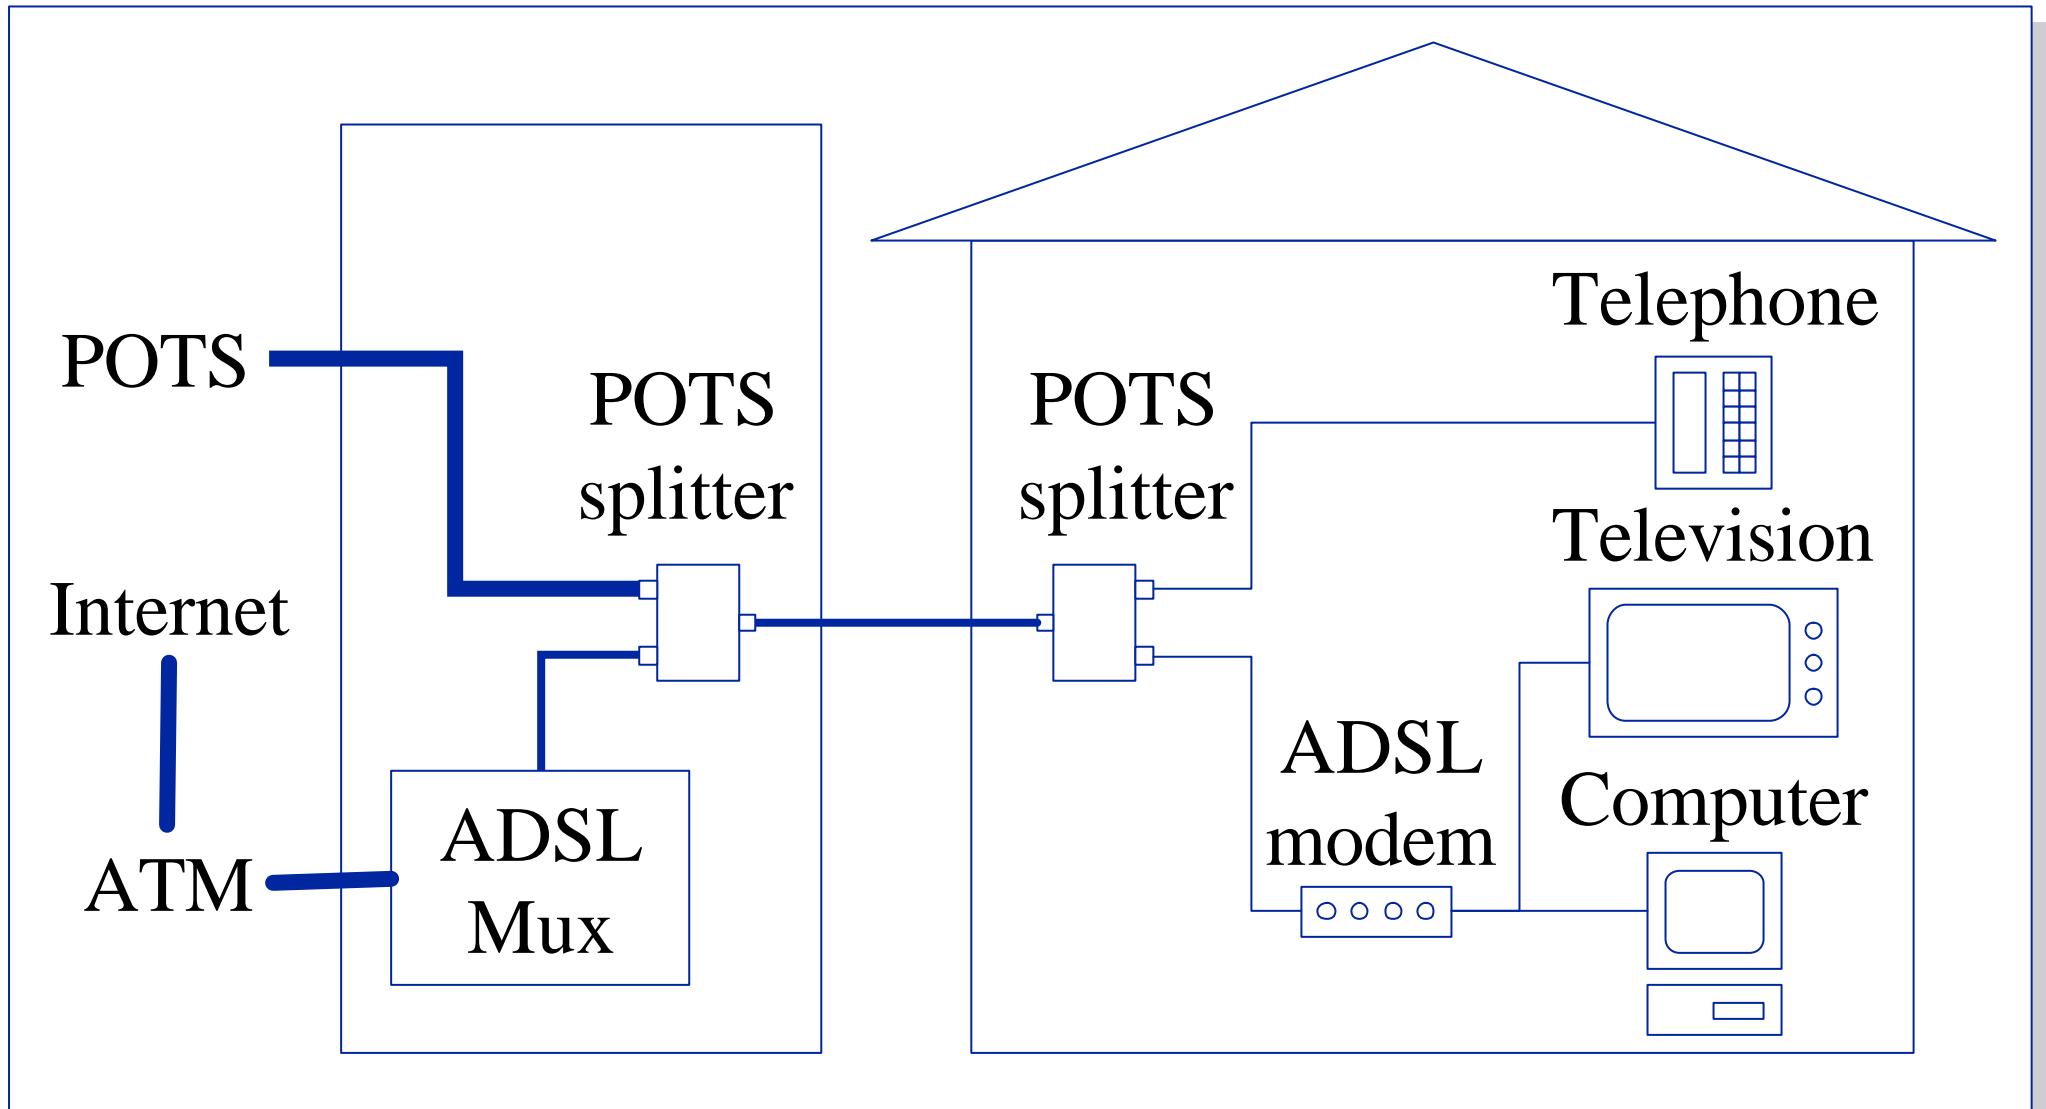 POTS
Internet
ATM
POTS
splitter
ADSL
Mux
POTS
splitter
ADSL
modem
Telephone
Television
Computer